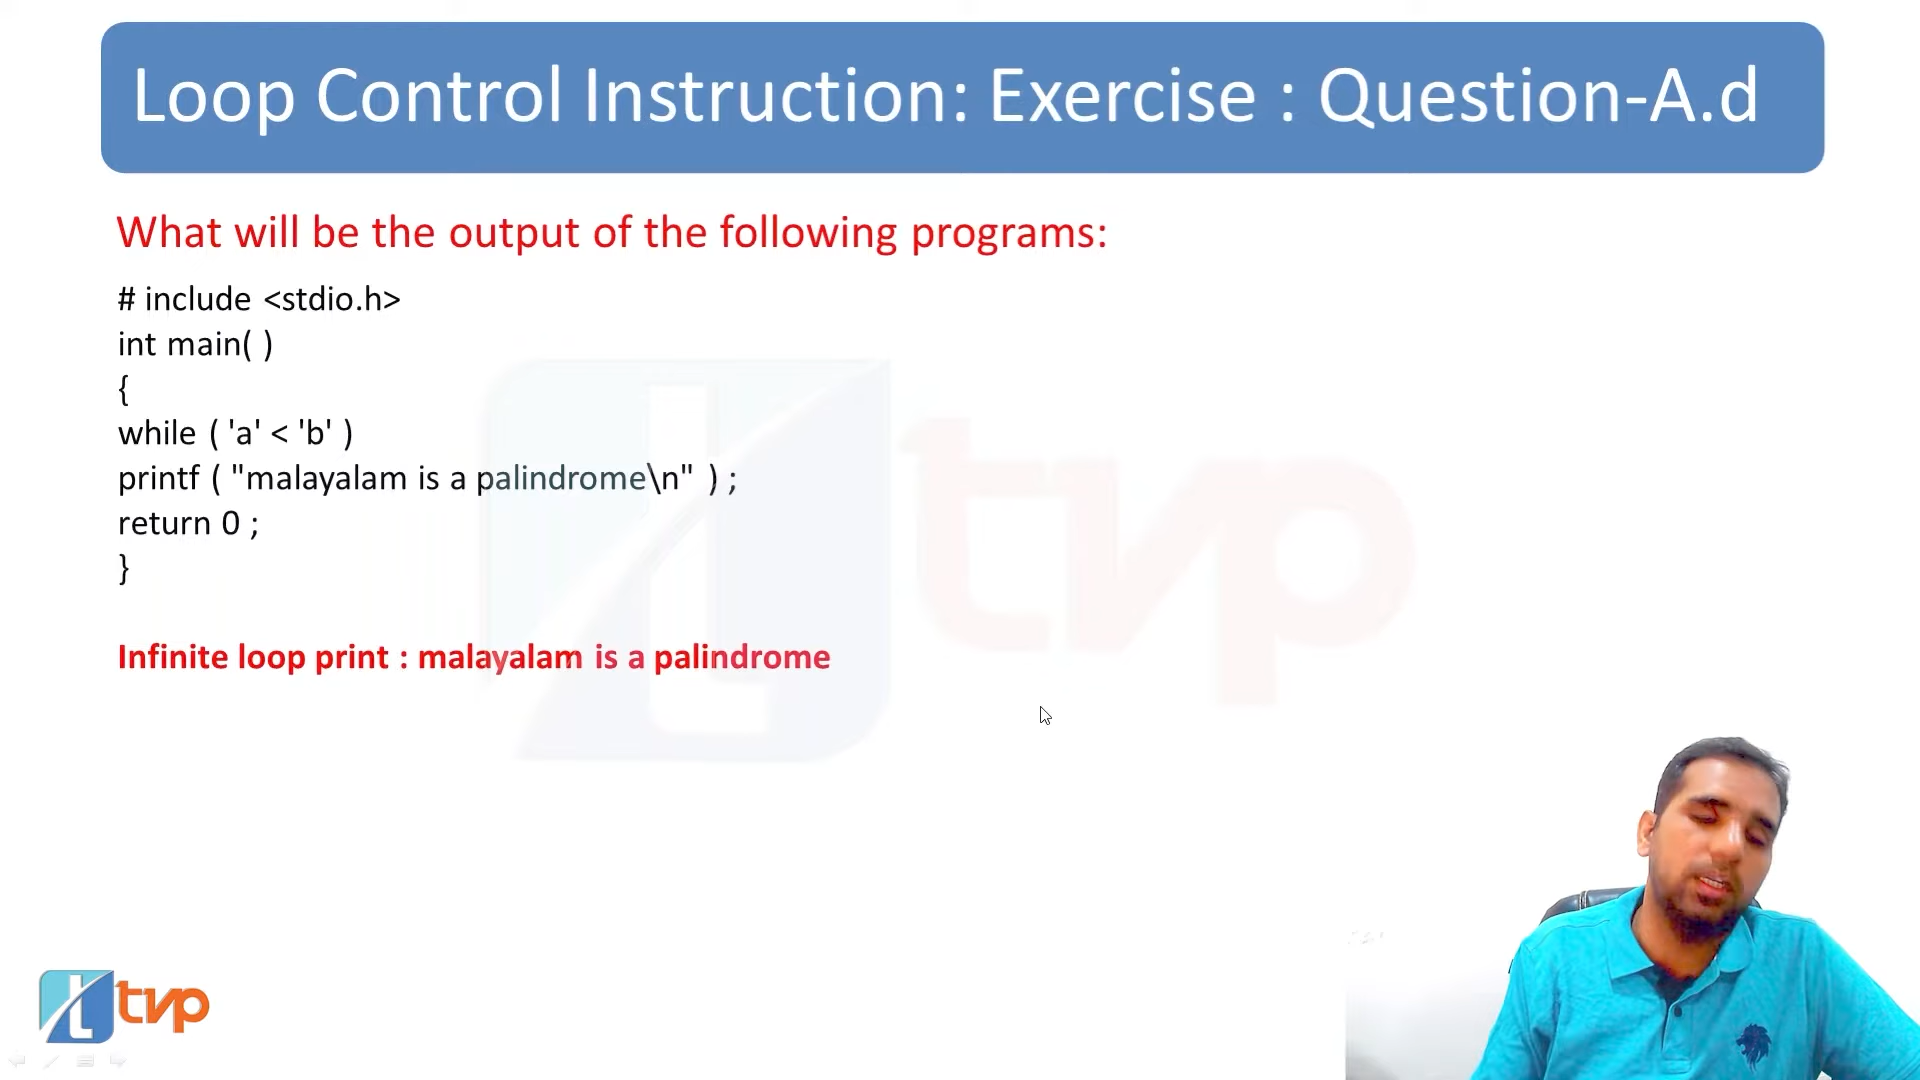 Loop Control Instruction: Exercise : Question-A.d
What will be the output of the following programs:
# include <stdio.h>
int main( )
{
while ( 'a' < 'b' )
printf ( "malayalam is a palindrome\n" ) ;
return 0 ;
}
Infinite loop print : malayalam is a palindrome
tvp
tvp